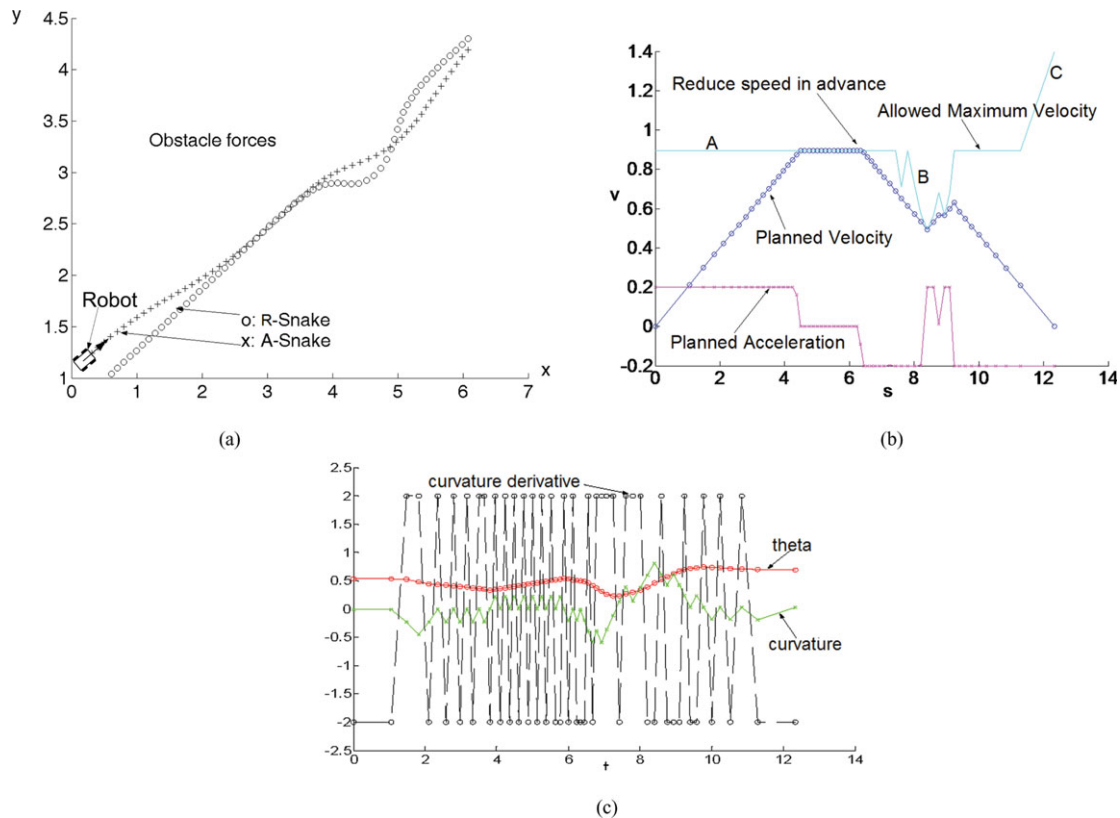 y
4.5
4
3.5
3
2.5
2
1.5
1
Obstacle forces
Robot
o: R-Snake
x: A-Snake
x
0 1 2 3 4 5 6 7
(a)
1.4
1.2
1
0.8
v
0.6
0.4
0.2
0
-0.2
Reduce speed in advance
C
Allowed Maximum Velocity
A
B
Planned Velocity
Planned Acceleration
0 2 4 6 8 10 12 14
s
(b)
2.5
2
1.5
1
0.5
0
-0.5
-1
-1.5
-2
-2.5
curvature derivative
theta
curvature
0 2 4 6 8 10 12 14
t
(c)